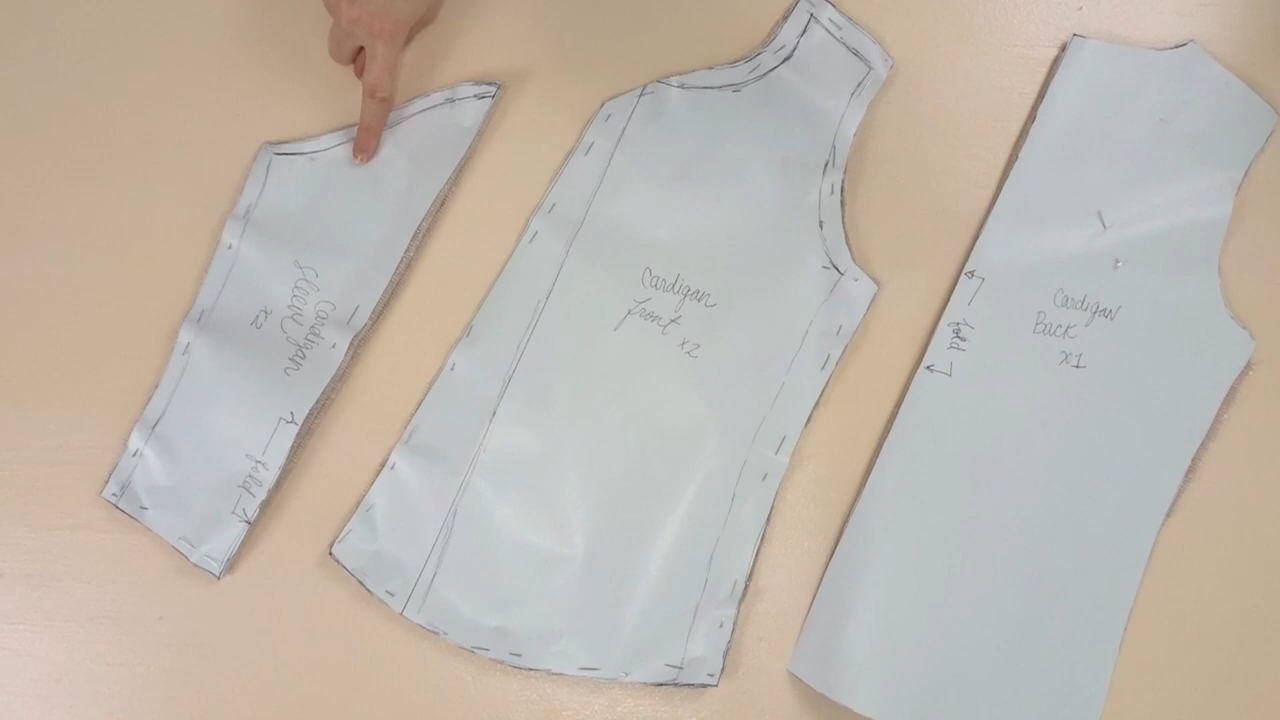 Cardigan
Sleeve
x2
fold
Cardigan
front
x2
fold
Cardigan
Back
x1